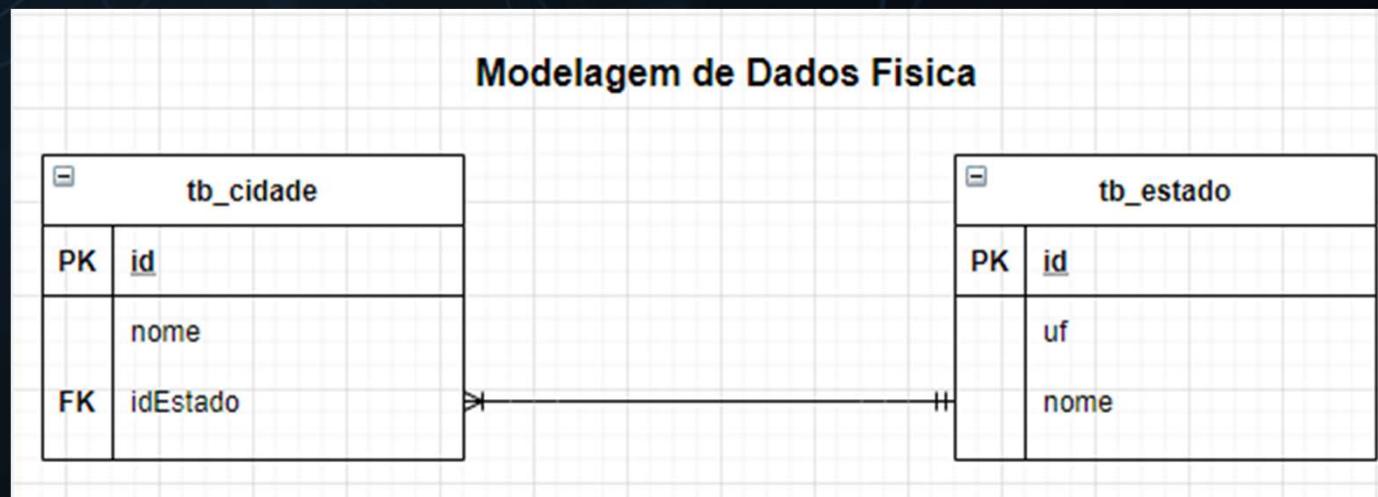 Modelagem de Dados Fisica
tb_cidade
PK id
nome
FK idEstado
tb_estado
PK id
uf
nome